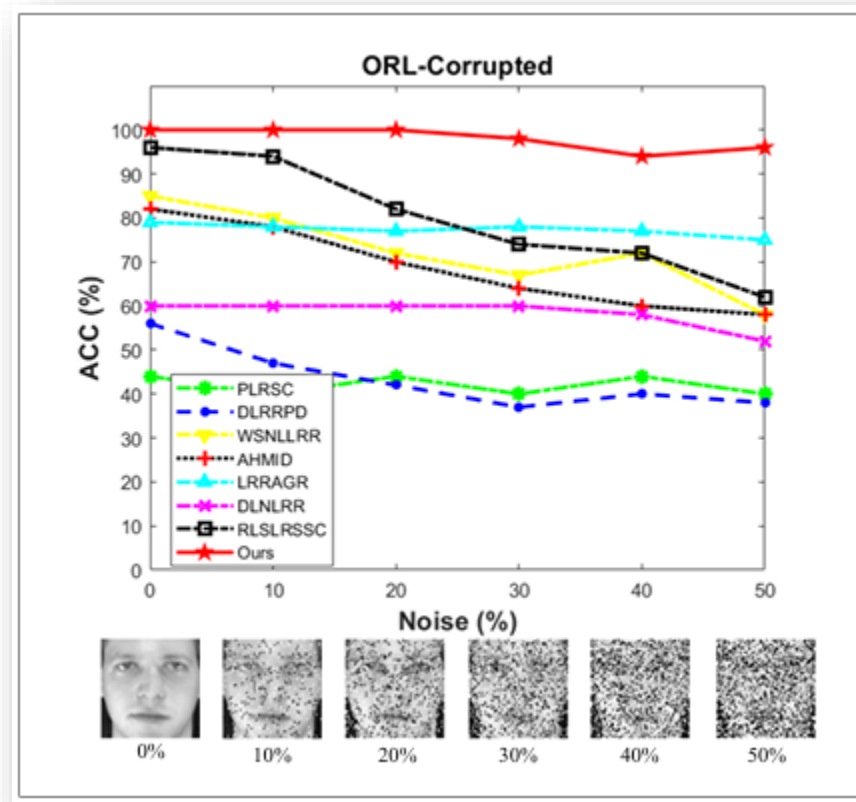 ORL-Corrupted
100
90
80
70
60
50
40
30
20
10
0
ACC (%)
PLRSC
DLRRPD
WSNLLRR
AHMID
LRRAGR
DLNLRR
RLSLRSSC
Ours
0 10 20 30 40 50
Noise (%)
0% 10% 20% 30% 40% 50%